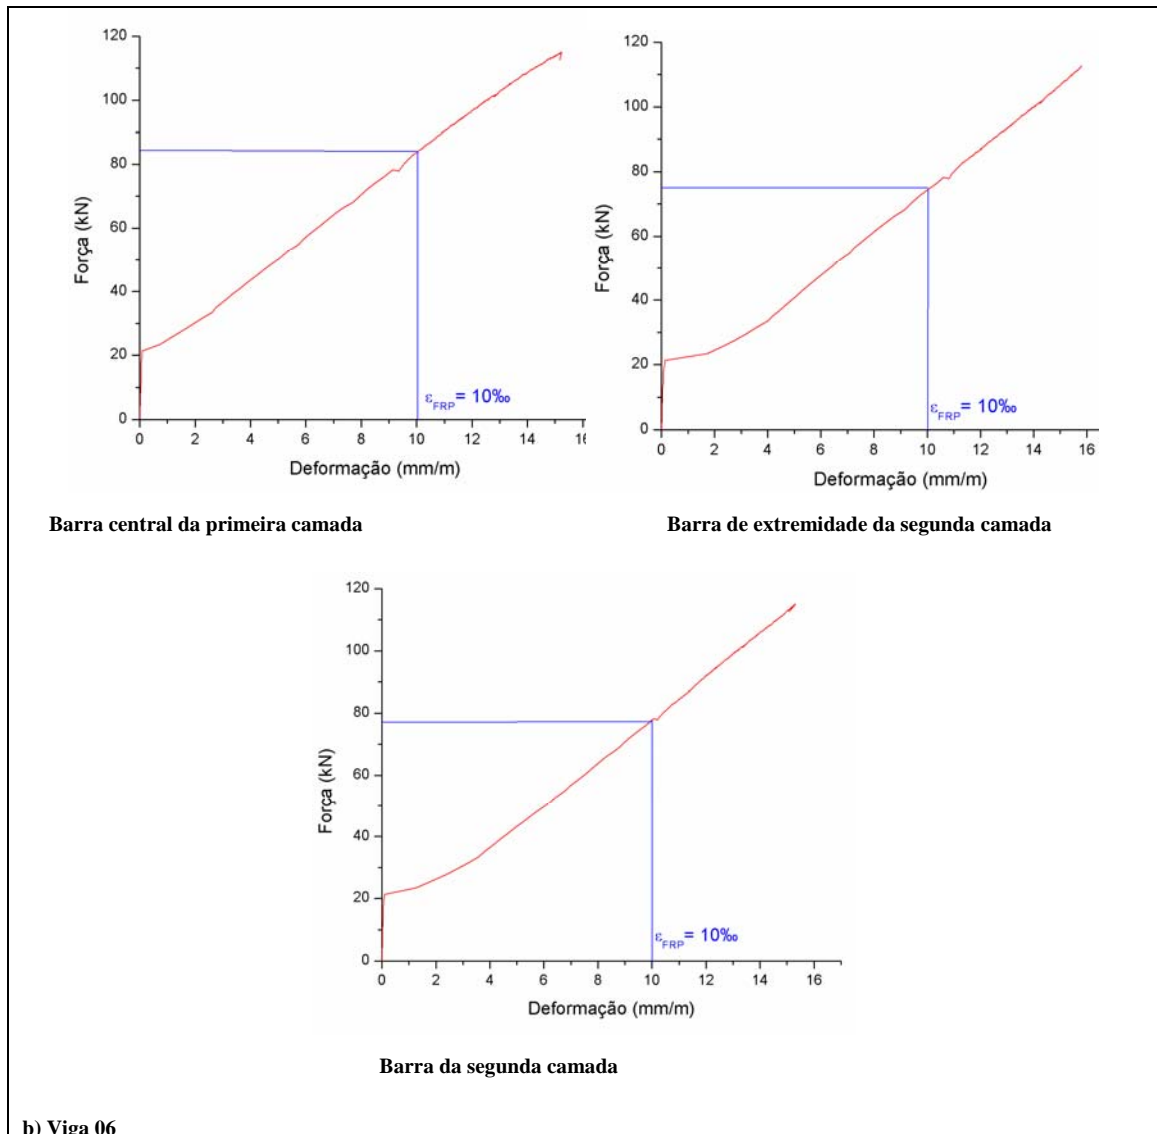 120
100
80
60
40
20
0
Força (kN)
0 2 4 6 8 10 12 14 16
Deformação (mm/m)
εFRP= 10‰
120
100
80
60
40
20
0
Força (kN)
0 2 4 6 8 10 12 14 16
Deformação (mm/m)
εFRP= 10‰
Barra central da primeira camada
Barra de extremidade da segunda camada
120
100
80
60
40
20
0
Força (kN)
0 2 4 6 8 10 12 14 16
Deformação (mm/m)
εFRP= 10‰
Barra da segunda camada
b) Viga 06